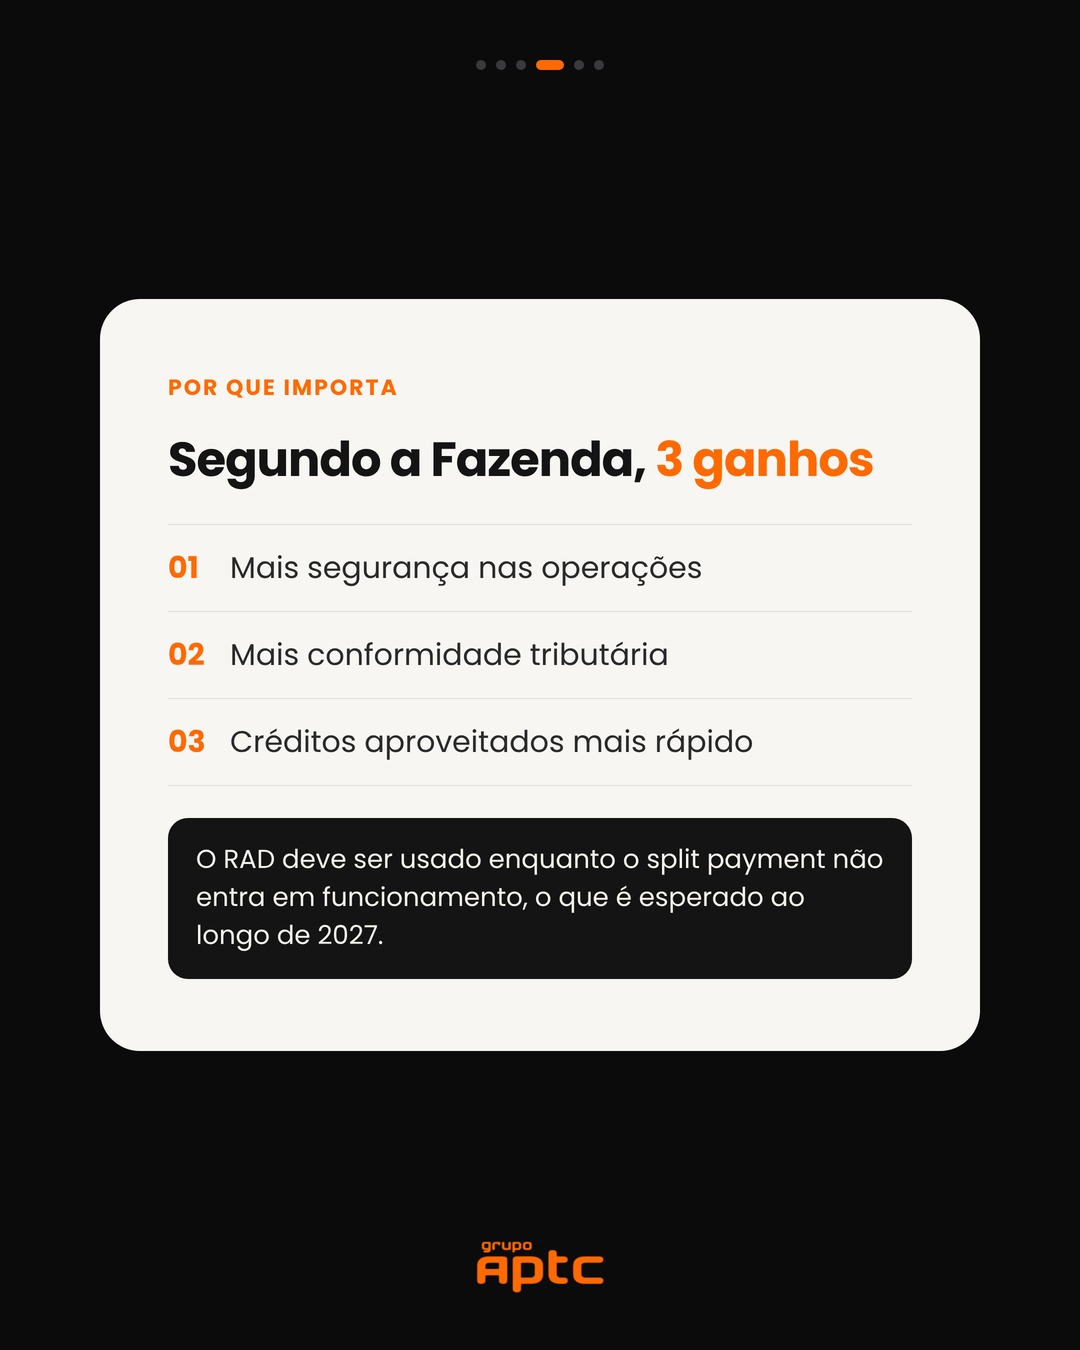 POR QUE IMPORTA
Segundo a Fazenda, 3 ganhos
01 Mais segurança nas operações
02 Mais conformidade tributária
03 Créditos aproveitados mais rápido
O RAD deve ser usado enquanto o split payment não
entra em funcionamento, o que é esperado ao
longo de 2027.
grupo
Aptc